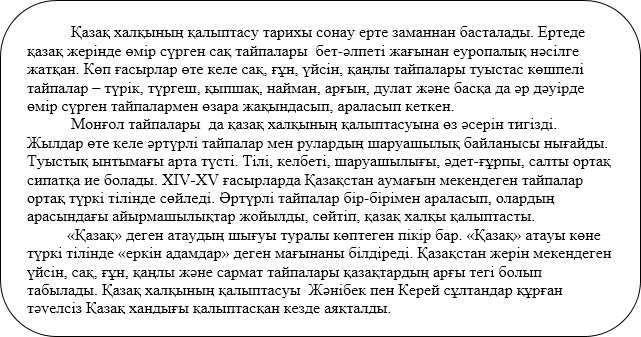 Қазақ халқының қалыптасу тарихы сонау ерте заманнан басталады. Ертеде
қазақ жерінде өмір сүрген сақ тайпалары бет-әлпеті жағынан еуропалық нәсілге
жатқан. Көп ғасырлар өте келе сақ, ғұн, үйсін, қаңлы тайпалары туыстас көшпелі
тайпалар – түрік, түргеш, қыпшақ, найман, арғын, дулат және басқа да әр дәуірде
өмір сүрген тайпалармен өзара жақындасып, араласып кеткен.
Монғол тайпалары да қазақ халқының қалыптасуына өз әсерін тигізді.
Жылдар өте келе әртүрлі тайпалар мен рулардың шаруашылық байланысы нығайды.
Туыстық ынтымағы арта түсті. Тілі, келбеті, шаруашылығы, әдет-ғұрпы, салты ортақ
сипатқа ие болады. XIV-XV ғасырларда Қазақстан аумағын мекендеген тайпалар
ортақ түркі тілінде сөйледі. Әртүрлі тайпалар бір-бірімен араласып, олардың
арасындағы айырмашылықтар жойылды, сөйтіп, қазақ халқы қалыптасты.
«Қазақ» деген атаудың шығуы туралы көптеген пікір бар. «Қазақ» атауы көне
түркі тілінде «еркін адамдар» деген мағынаны білдіреді. Қазақстан жерін мекендеген
үйсін, сақ, ғұн, қаңлы және сармат тайпалары қазақтардың арғы тегі болып
табылады. Қазақ халқының қалыптасуы Жәнібек пен Керей сұлтандар құрған
тәуелсіз Қазақ хандығы қалыптасқан кезде аяқталды.